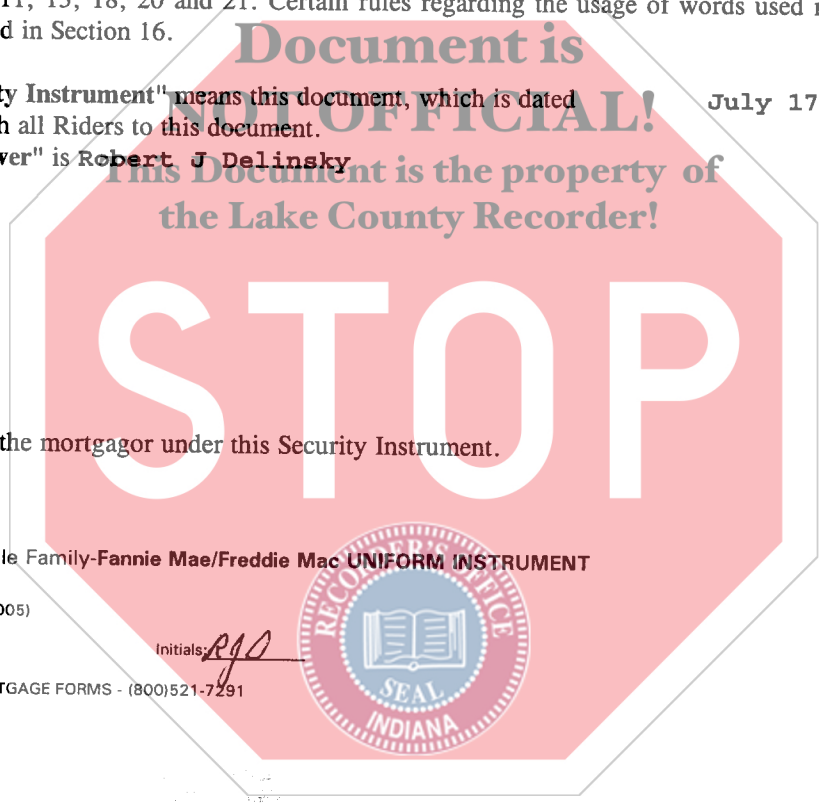 11, 15, 18, 20 and 21. Certain rules regarding the usage of words used
d in Section 16.
Document is
ty Instrument" means this document, which is dated July 17
NOT OFFICIAL!
h all Riders to this document.
ver" is Robert J Delinsky
This Document is the property of
the Lake County Recorder!
STOP
the mortgagor under this Security Instrument.
le Family-Fannie Mae/Freddie Mac UNIFORM INSTRUMENT
005)
RECORDER'S OFFICE
Initials: RJD
SEAL
TGAGE FORMS - (800)521-7291
INDIANA